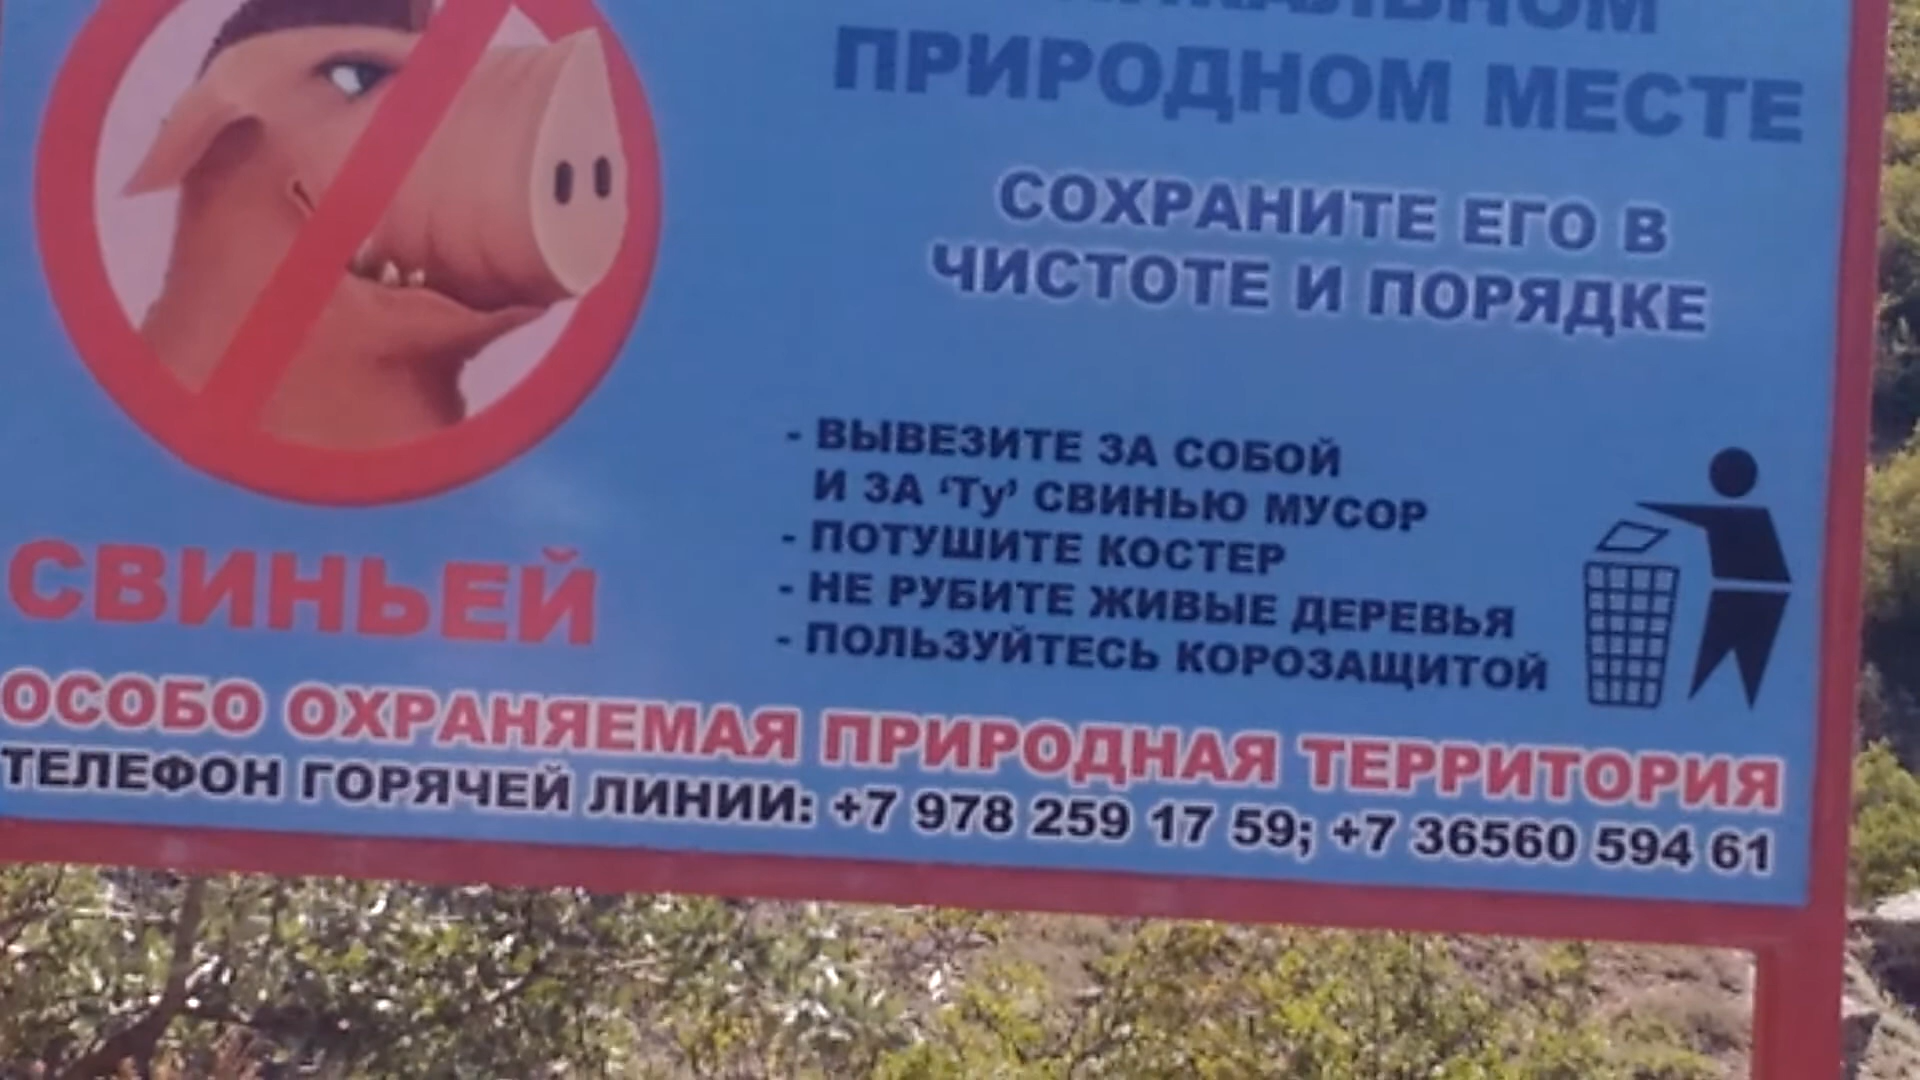 ПРИРОДНОМ МЕСТЕ
СОХРАНИТЕ ЕГО В
ЧИСТОТЕ И ПОРЯДКЕ
- ВЫВЕЗИТЕ ЗА СОБОЙ
И ЗА ‘Ту’ СВИНЬЮ МУСОР
- ПОТУШИТЕ КОСТЕР
- НЕ РУБИТЕ ЖИВЫЕ ДЕРЕВЬЯ
- ПОЛЬЗУЙТЕСЬ КОРОЗАЩИТОЙ
СВИНЬЕЙ
ОСОБО ОХРАНЯЕМАЯ ПРИРОДНАЯ ТЕРРИТОРИЯ
ТЕЛЕФОН ГОРЯЧЕЙ ЛИНИИ: +7 978 259 17 59; +7 36560 594 61